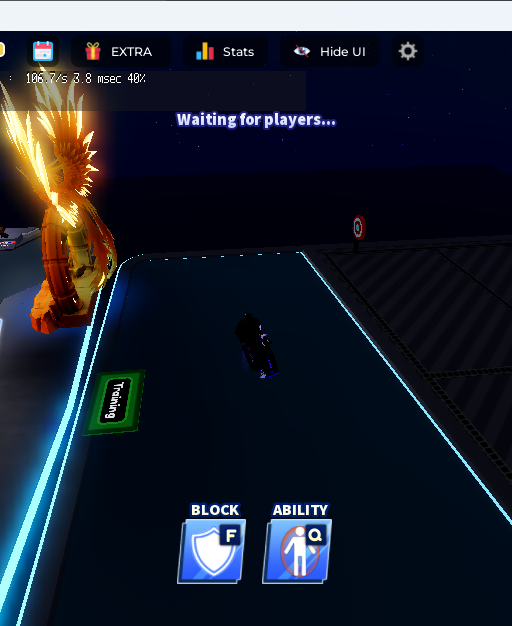 EXTRA
Stats
Hide UI
: 106.7/s 3.8 msec 40%
Waiting for players...
Training
BLOCK
ABILITY
F
Q